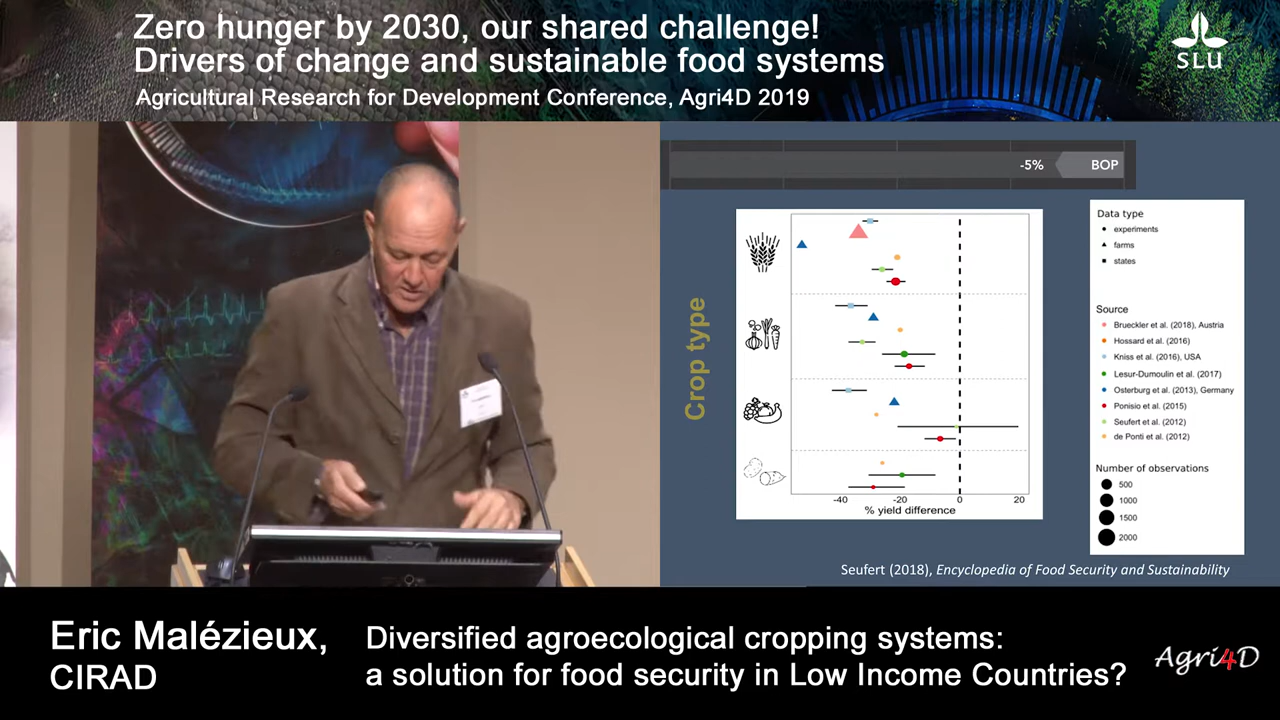 Zero hunger by 2030, our shared challenge!
Drivers of change and sustainable food systems
Agricultural Research for Development Conference, Agri4D 2019
SLU
-5%
BOP
Crop type
-40
-20
0
20
% yield difference
Data type
experiments
farms
states
Source
Brueckler et al. (2018), Austria
Hossard et al. (2016)
Kniss et al. (2016), USA
Lesur-Dumoulin et al. (2017)
Osterburg et al. (2013), Germany
Ponisio et al. (2015)
Seufert et al. (2012)
de Ponti et al. (2012)
Number of observations
500
1000
1500
2000
Seufert (2018), Encyclopedia of Food Security and Sustainability
Eric Malézieux,
CIRAD
Diversified agroecological cropping systems:
a solution for food security in Low Income Countries?
Agri4D